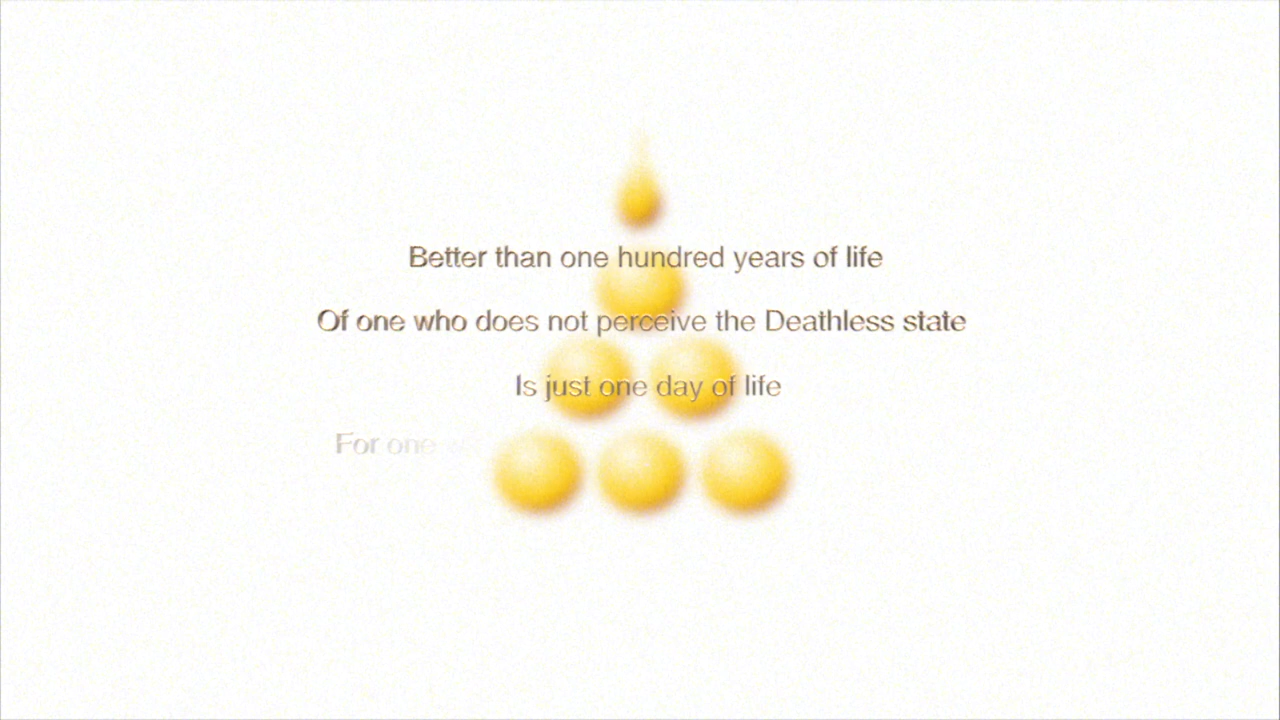 Better than one hundred years of life
Of one who does not perceive the Deathless state
Is just one day of life
For one